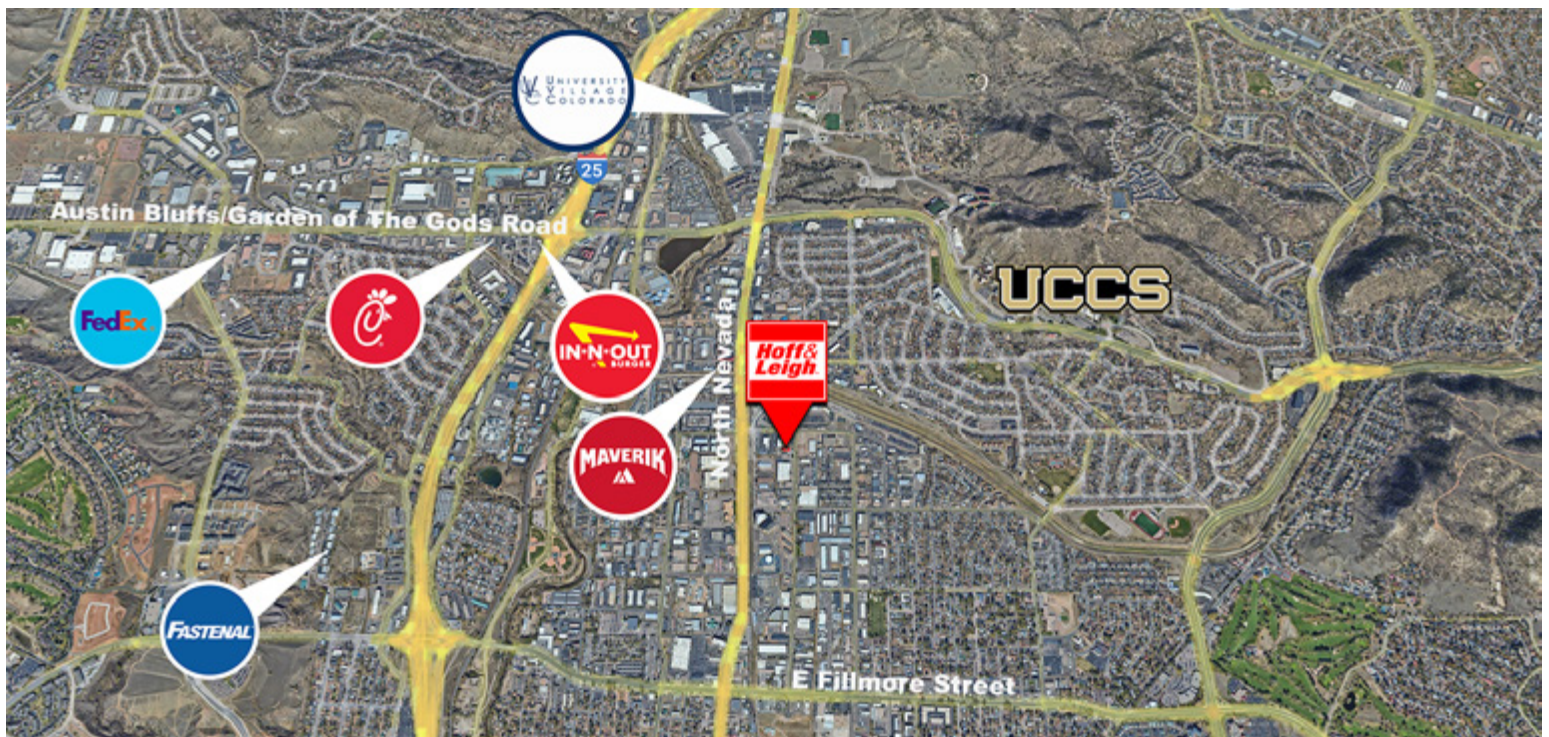 UNIVERSITY
VILLAGE
COLORADO
25
Austin Bluffs/Garden of The Gods Road
FedEx
UCCS
IN-N-OUT
BURGER
North Nevada
Hoff&
Leigh
MAVERIK
FASTENAL
E Fillmore Street